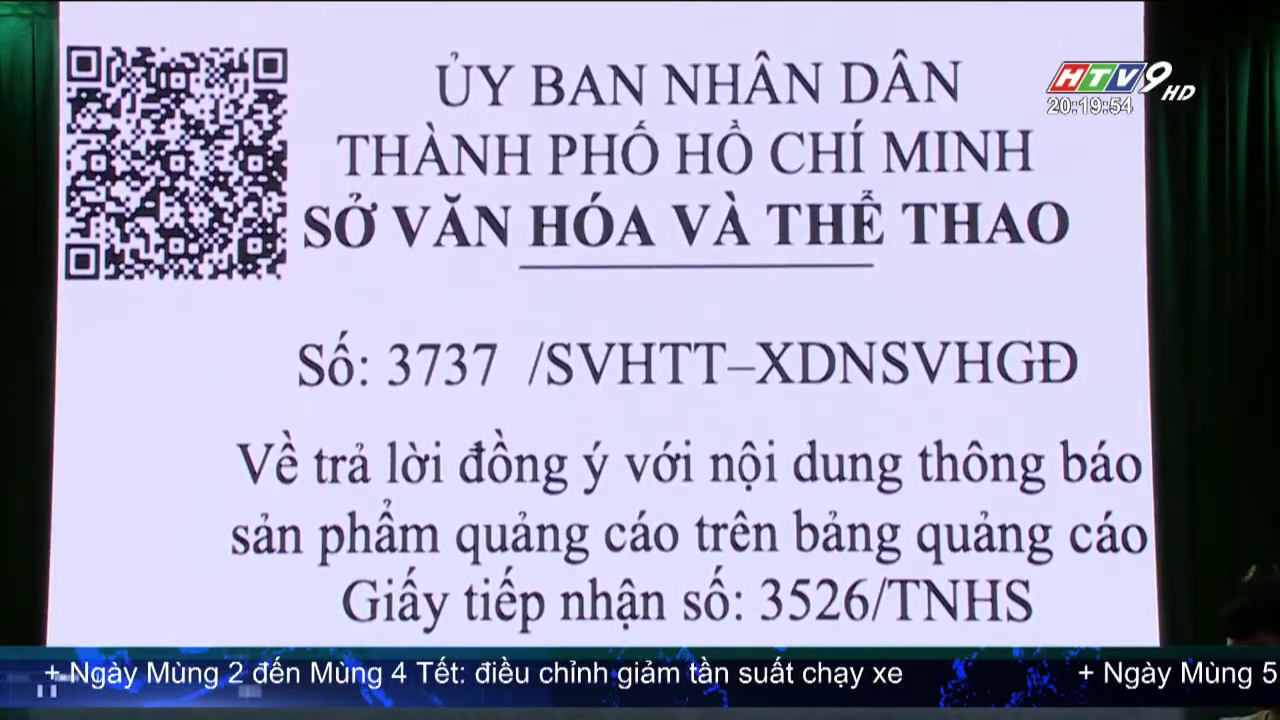 ỦY BAN NHÂN DÂN
THÀNH PHỐ HỒ CHÍ MINH
SỞ VĂN HÓA VÀ THỂ THAO
HTV9 HD
20:19:54
Số: 3737 /SVHTT–XDNSVHGĐ
Về trả lời đồng ý với nội dung thông báo
sản phẩm quảng cáo trên bảng quảng cáo
Giấy tiếp nhận số: 3526/TNHS
+ Ngày Mùng 2 đến Mùng 4 Tết: điều chỉnh giảm tần suất chạy xe + Ngày Mùng 5